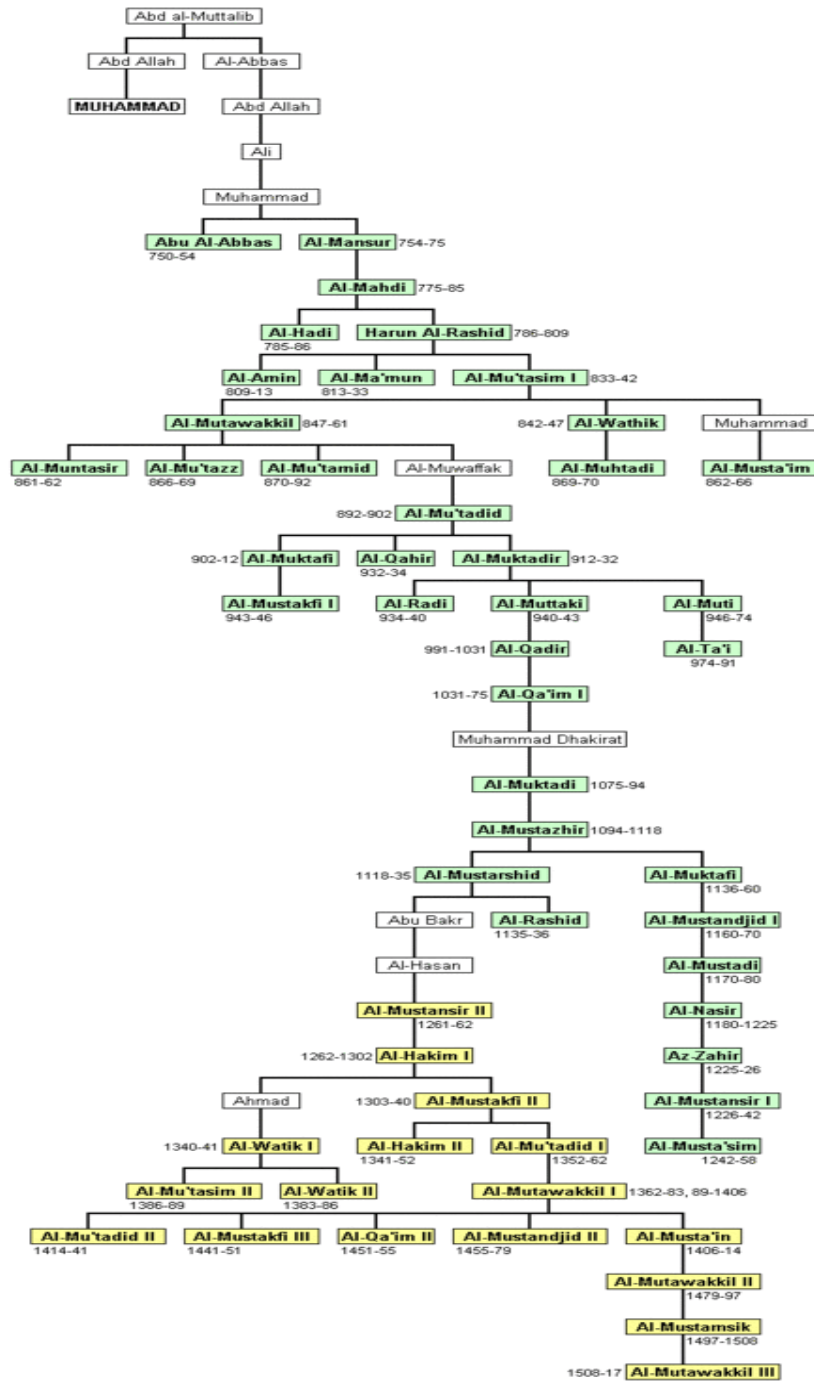 Abd al-Muttalib
Abd Allah
Al-Abbas
MUHAMMAD
Abd Allah
Ali
Muhammad
Abu Al-Abbas
750-54
Al-Mansur 754-75
Al-Mahdi 775-85
Al-Hadi
785-86
Harun Al-Rashid 786-809
Al-Amin
809-13
Al-Ma'mun
813-33
Al-Mu'tasim I 833-42
Al-Mutawakkil 847-61
842-47 Al-Wathik
Muhammad
Al-Muntasir
861-62
Al-Mu'tazz
866-69
Al-Mu'tamid
870-92
Al-Muwaffak
Al-Muhtadi
869-70
Al-Musta'im
862-66
892-902 Al-Mu'tadid
902-12 Al-Muktafi
Al-Qahir
932-34
Al-Muktadir 912-32
Al-Mustakfi I
943-46
Al-Radi
934-40
Al-Muttaki
940-43
Al-Muti
946-74
991-1031 Al-Qadir
Al-Ta'i
974-91
1031-75 Al-Qa'im I
Muhammad Dhakirat
Al-Muktadi 1075-94
Al-Mustazhir 1094-1118
1118-35 Al-Mustarshid
Al-Muktafi
1136-60
Abu Bakr
Al-Rashid
1135-36
Al-Mustandjid I
1160-70
Al-Hasan
Al-Mustadi
1170-80
Al-Mustansir II
1261-62
Al-Nasir
1180-1225
1262-1302 Al-Hakim I
Az-Zahir
1225-26
Ahmad
1303-40 Al-Mustakfi II
Al-Mustansir I
1226-42
1340-41 Al-Watik I
Al-Hakim II
1341-52
Al-Mu'tadid I
1352-62
Al-Musta'sim
1242-58
Al-Mu'tasim II
1386-89
Al-Watik II
1383-86
Al-Mutawakkil I 1362-83, 89-1406
Al-Mu'tadid II
1414-41
Al-Mustakfi III
1441-51
Al-Qa'im II
1451-55
Al-Mustandjid II
1455-79
Al-Musta'in
1406-14
Al-Mutawakkil II
1479-97
Al-Mustamsik
1497-1508
1508-17 Al-Mutawakkil III